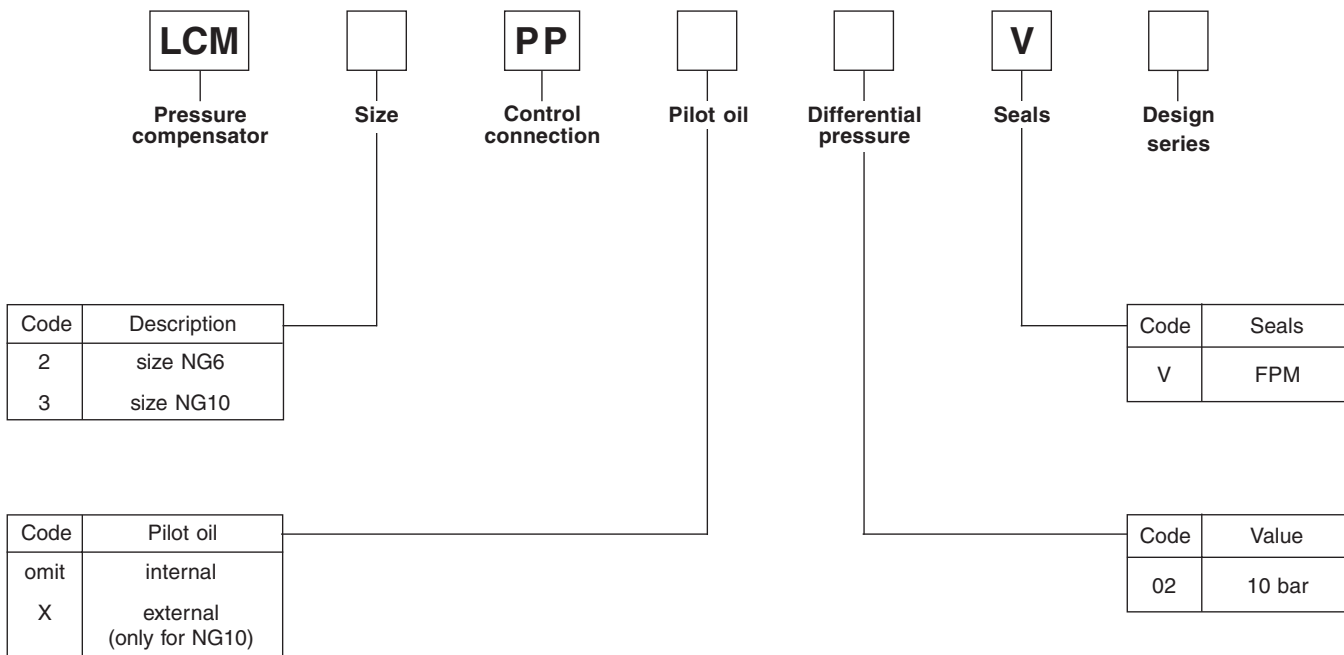 LCM PP V
Pressure compensator
Size
Control connection
Pilot oil
Differential pressure
Seals
Design series
Code Description
2 size NG6
3 size NG10
Code Seals
V FPM
Code Pilot oil
omit internal
X external
(only for NG10)
Code Value
02 10 bar